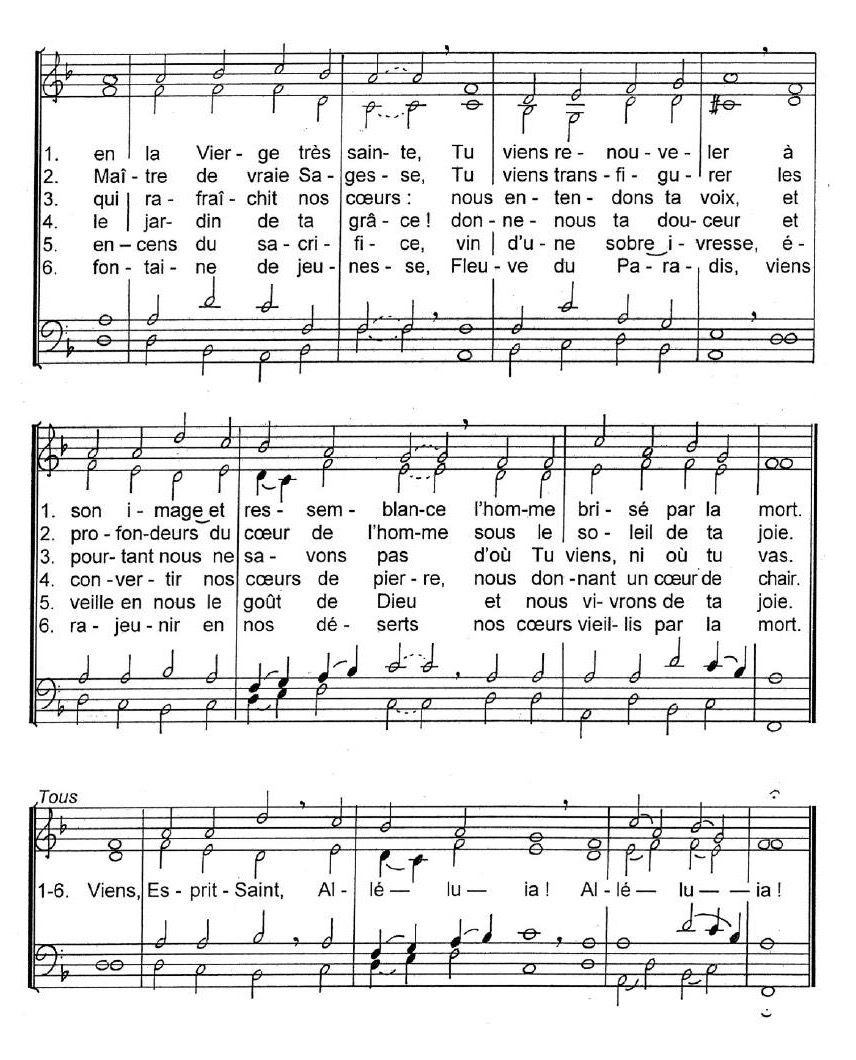 1. en la Vier - ge très sain - te, Tu viens re - nou - ve - ler à
2. Maî - tre de vraie Sa - ges - se, Tu viens trans - fi - gu - rer les
3. qui ra - fraî - chit nos cœurs : nous en - ten - dons ta voix, et
4. le jar- din de ta grâ - ce ! don - ne - nous ta dou- ceur et
5. en – cens du sa - cri - fi - ce, vin d'u - ne sobre i - vresse, é-
6. fon - tai - ne de jeu - nes - se, Fleu - ve du Pa - ra - dis, viens
1. son i - mage et res - sem - blan-ce l'hom-me bri - sé par la mort.
2. pro - fon-deurs du cœur de l'hom-me sous le so - leil de ta joie.
3. pour- tant nous ne sa - vons pas d'où Tu viens, ni où tu vas.
4. con -ver - tir nos cœurs de pier - re, nous don -nant un cœur de chair.
5. veille en nous le goût de Dieu et nous vi - vrons de ta joie.
6. ra - jeu - nir en nos dé - serts nos cœurs vieil - lis par la mort.
Tous
1-6. Viens, Es - prit - Saint, Al - lé — lu — ia ! Al - lé — lu — — ia !